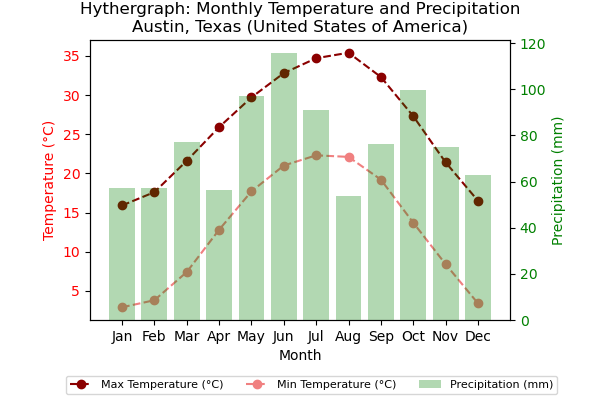 Hythergraph: Monthly Temperature and Precipitation
Austin, Texas (United States of America)
35
30
25
20
15
10
5
Temperature (°C)
120
100
80
60
40
20
0
Precipitation (mm)
Jan Feb Mar Apr May Jun Jul Aug Sep Oct Nov Dec
Month
Max Temperature (°C) Min Temperature (°C) Precipitation (mm)